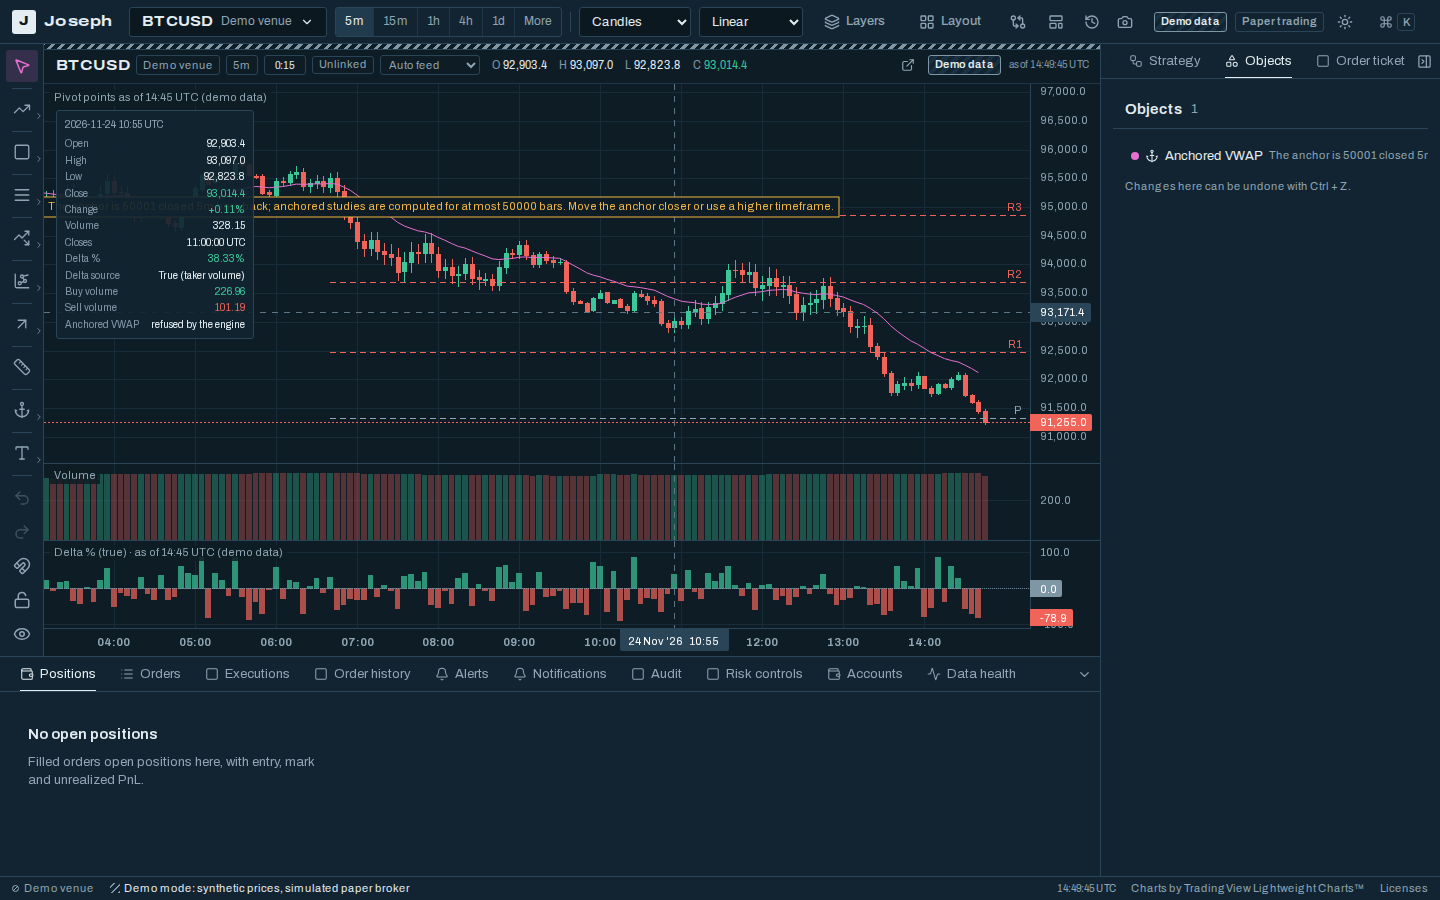 J Joseph BTCUSD Demo venue 5m 15m 1h 4h 1d More Candles Linear Layers Layout Demo data Paper trading ⌘ K
BTCUSD Demo venue 5m 0:15 Unlinked Auto feed O 92,903.4 H 93,097.0 L 92,823.8 C 93,014.4 Demo data as of 14:49:45 UTC
Strategy Objects Order ticket
Pivot points as of 14:45 UTC (demo data)
2026-11-24 10:55 UTC
Open 92,903.4
High 93,097.0
Low 92,823.8
Close 93,014.4
Change +0.11%
Volume 328.15
Closes 11:00:00 UTC
Delta % 38.33%
Delta source True (taker volume)
Buy volume 226.96
Sell volume 101.19
Anchored VWAP refused by the engine
back; anchored studies are computed for at most 50000 bars. Move the anchor closer or use a higher timeframe.
R3
R2
R1
P
97,000.0
96,500.0
96,000.0
95,500.0
95,000.0
94,500.0
94,000.0
93,500.0
93,171.4
93,000.0
92,500.0
92,000.0
91,500.0
91,255.0
91,000.0
Volume
200.0
Delta % (true) · as of 14:45 UTC (demo data)
100.0
0.0
-78.9
04:00 05:00 06:00 07:00 08:00 09:00 10:00 24 Nov '26 10:55 12:00 13:00 14:00
Objects 1
Anchored VWAP The anchor is 50001 closed 5r
Changes here can be undone with Ctrl + Z.
Positions Orders Executions Order history Alerts Notifications Audit Risk controls Accounts Data health
No open positions
Filled orders open positions here, with entry, mark
and unrealized PnL.
Demo venue Demo mode: synthetic prices, simulated paper broker 14:49:45 UTC Charts by TradingView Lightweight Charts™ Licenses